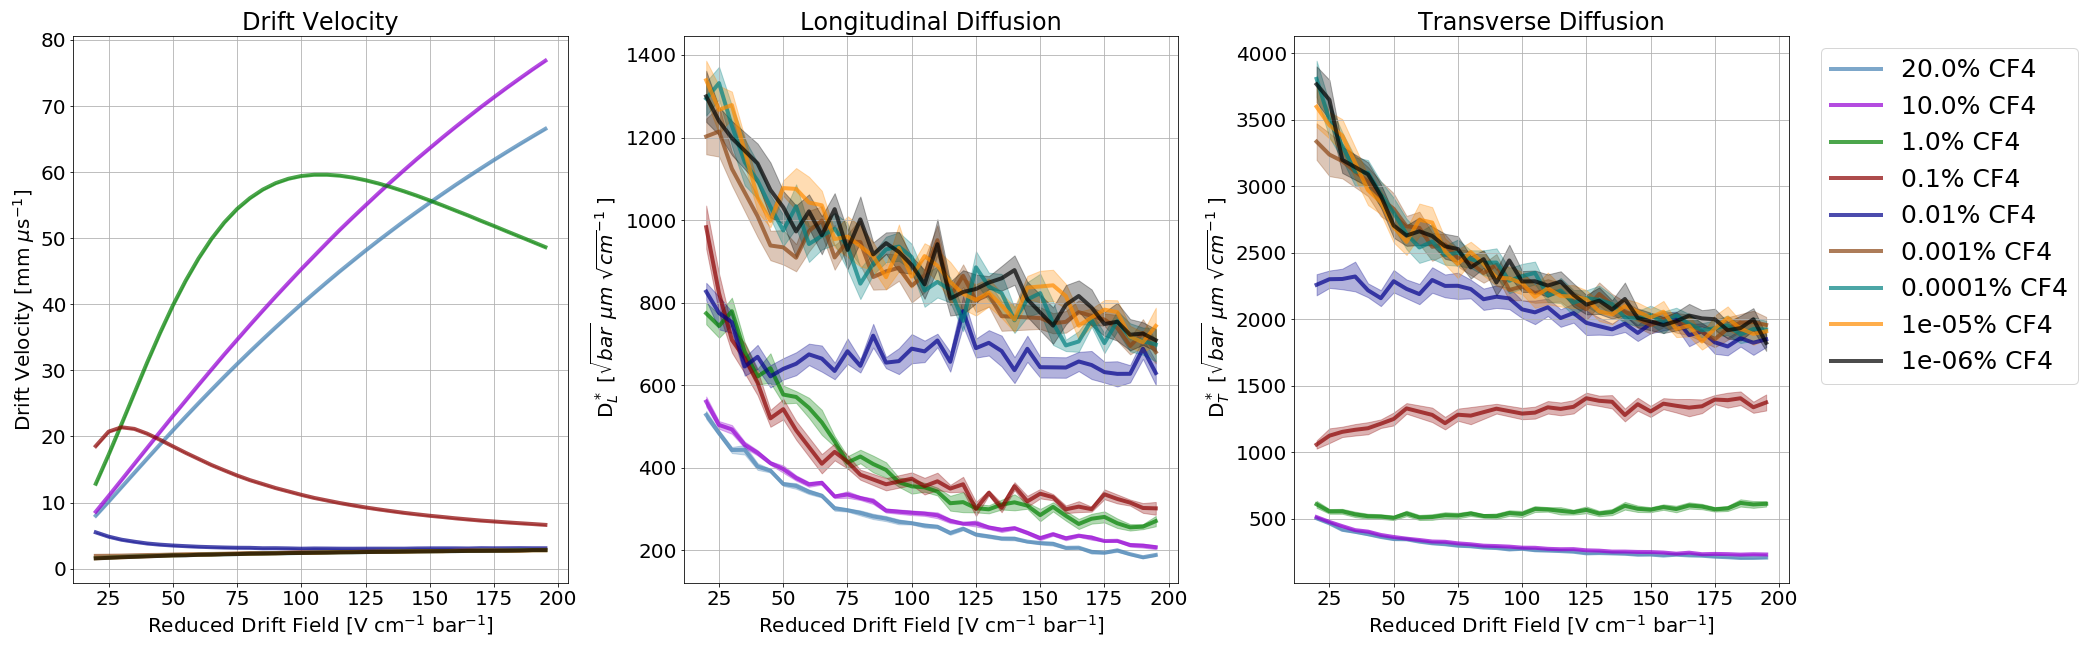 Drift Velocity
Longitudinal Diffusion
Transverse Diffusion
Drift Velocity [mm μs⁻¹]
80
70
60
50
40
30
20
10
0
25 50 75 100 125 150 175 200
Reduced Drift Field [V cm⁻¹ bar⁻¹]
D*L [√bar μm √cm⁻¹ ]
1400
1200
1000
800
600
400
200
25 50 75 100 125 150 175 200
Reduced Drift Field [V cm⁻¹ bar⁻¹]
D*T [√bar μm √cm⁻¹ ]
4000
3500
3000
2500
2000
1500
1000
500
25 50 75 100 125 150 175 200
Reduced Drift Field [V cm⁻¹ bar⁻¹]
20.0% CF4
10.0% CF4
1.0% CF4
0.1% CF4
0.01% CF4
0.001% CF4
0.0001% CF4
1e-05% CF4
1e-06% CF4